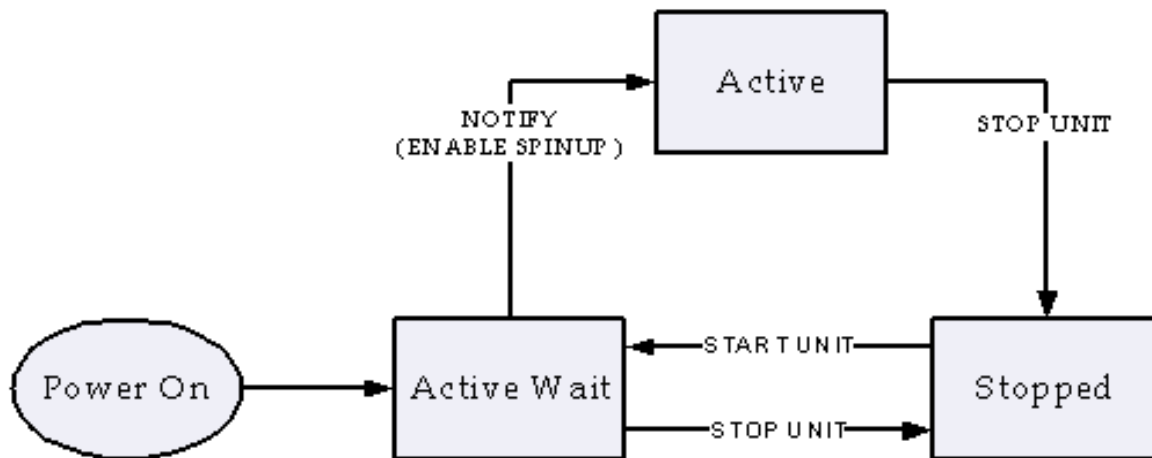 Active
NOTIFY
(ENABLE SPINUP)
STOP UNIT
START UNIT
Power On
Active Wait
Stopped
STOP UNIT